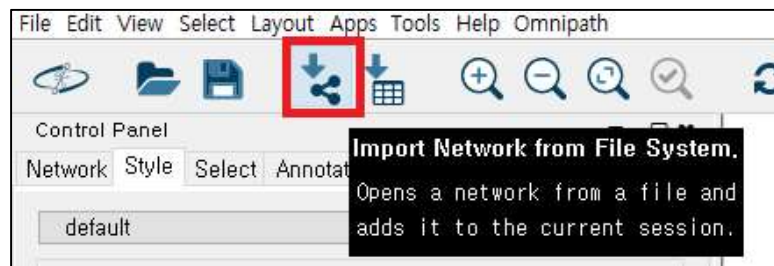 File Edit View Select Layout Apps Tools Help Omnipath
Control Panel
Import Network from File System.
Network Style Select Annotat
Opens a network from a file and
default
adds it to the current session.